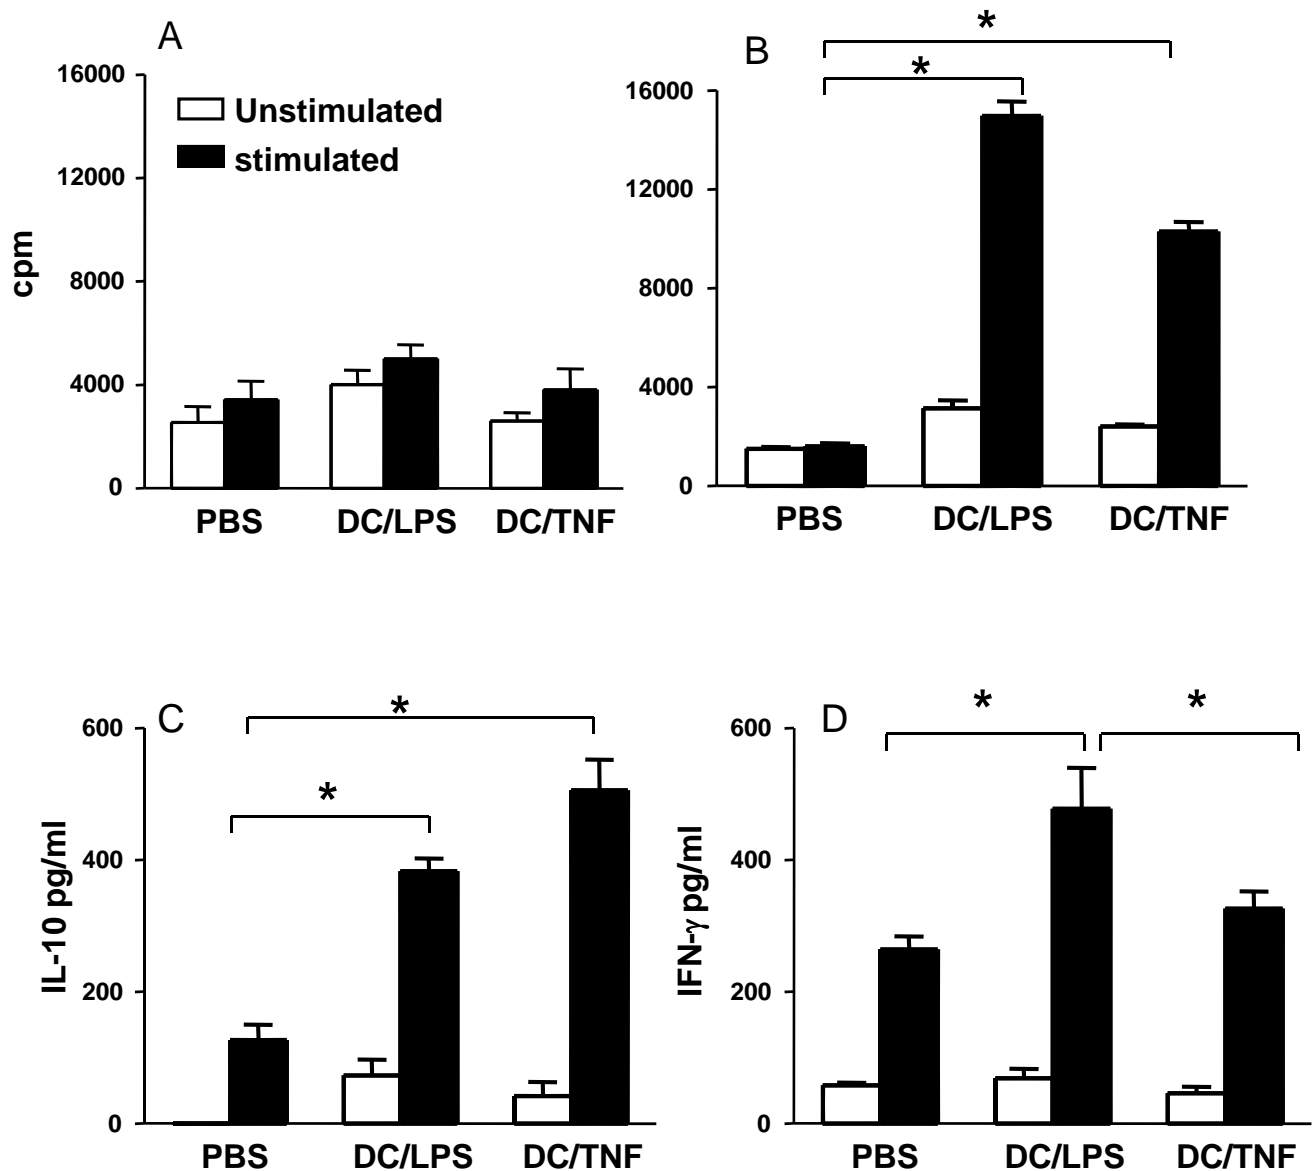 A
16000
12000
8000
4000
0
cpm
Unstimulated
stimulated
PBS DC/LPS DC/TNF
B
*
*
16000
12000
8000
4000
0
PBS DC/LPS DC/TNF
C
*
*
600
400
200
0
IL-10 pg/ml
PBS DC/LPS DC/TNF
D
* *
600
400
200
0
IFN-γ pg/ml
PBS DC/LPS DC/TNF